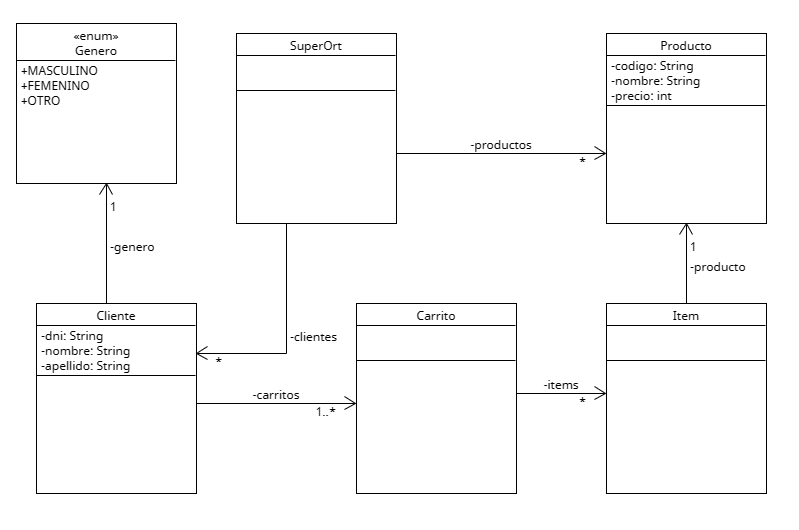 «enum»
Genero
+MASCULINO
+FEMENINO
+OTRO
SuperOrt
Producto
-codigo: String
-nombre: String
-precio: int
-productos
*
1
-genero
1
-producto
-clientes
*
Cliente
-dni: String
-nombre: String
-apellido: String
-carritos
1..*
Carrito
-items
*
Item